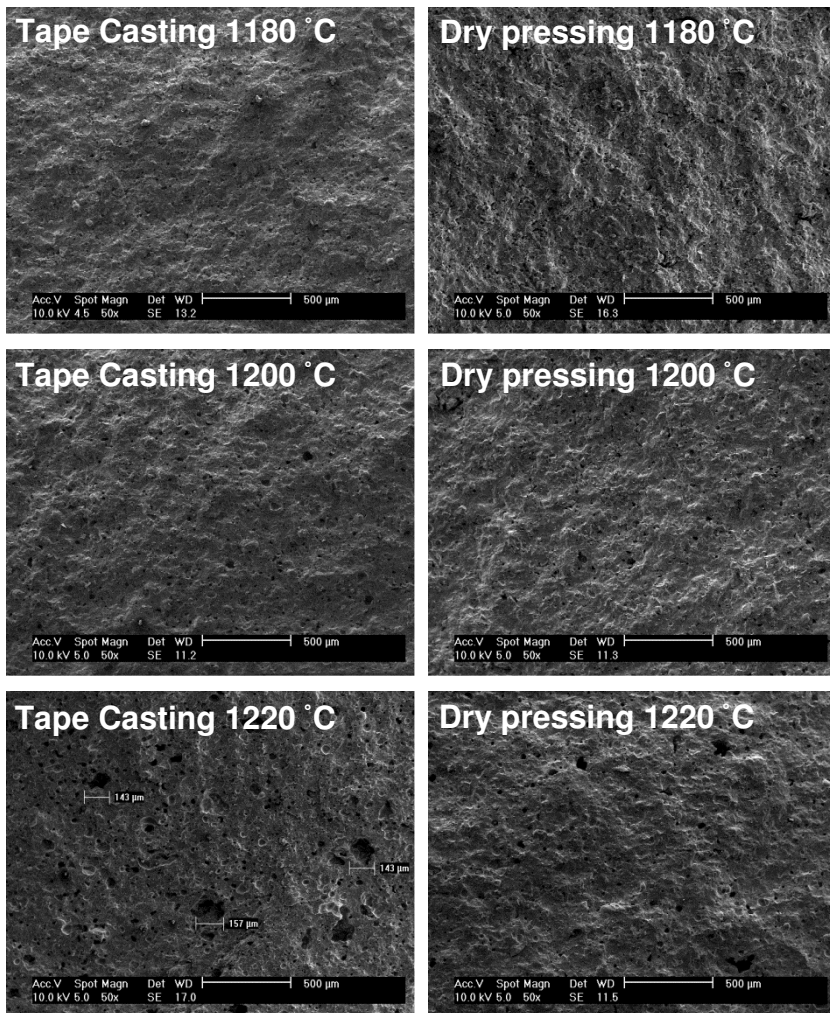 Tape Casting 1180 ˚C
Acc.V Spot Magn Det WD 500 µm
10.0 kV 4.5 50x SE 13.2
Dry pressing 1180 ˚C
Acc.V Spot Magn Det WD 500 µm
10.0 kV 5.0 50x SE 16.3
Tape Casting 1200 ˚C
Acc.V Spot Magn Det WD 500 µm
10.0 kV 5.0 50x SE 11.2
Dry pressing 1200 ˚C
Acc.V Spot Magn Det WD 500 µm
10.0 kV 5.0 50x SE 11.3
Tape Casting 1220 ˚C
143 µm
143 µm
157 µm
Acc.V Spot Magn Det WD 500 µm
10.0 kV 5.0 50x SE 17.0
Dry pressing 1220 ˚C
Acc.V Spot Magn Det WD 500 µm
10.0 kV 5.0 50x SE 11.5